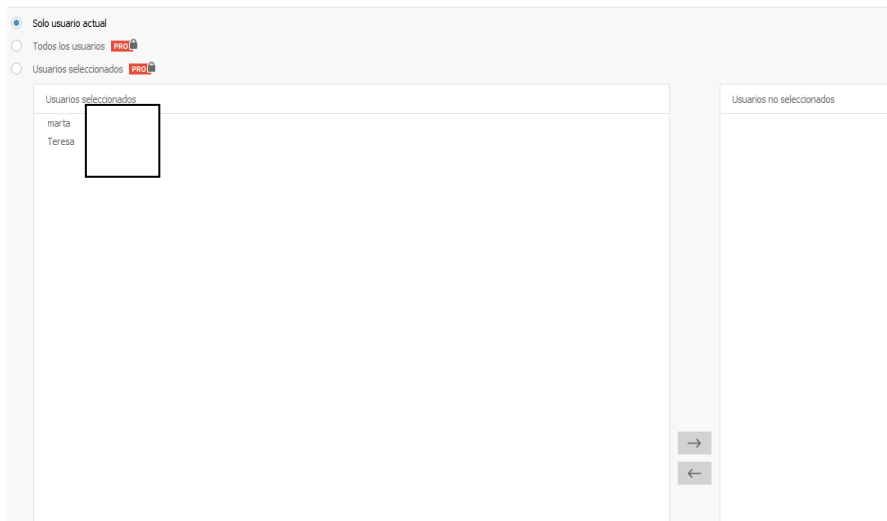 Solo usuario actual
Todos los usuarios PRO
Usuarios seleccionados PRO
Usuarios seleccionados
Usuarios no seleccionados
marta
Teresa